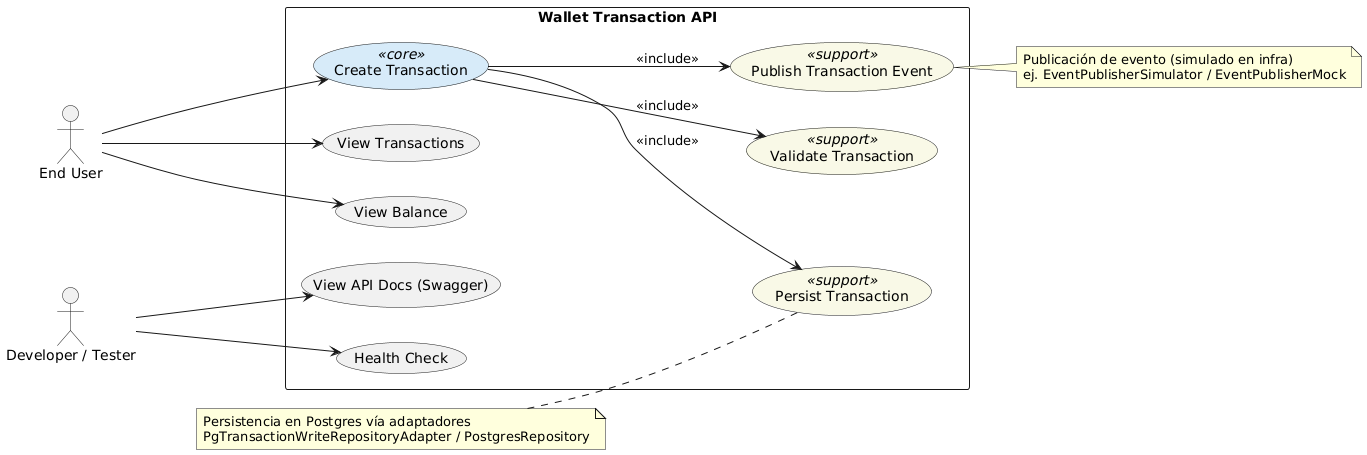 Wallet Transaction API
«core»
Create Transaction
«include»
«support»
Publish Transaction Event
Publicación de evento (simulado en infra)
ej. EventPublisherSimulator / EventPublisherMock
«include»
View Transactions
«include»
«support»
Validate Transaction
End User
View Balance
View API Docs (Swagger)
«support»
Persist Transaction
Developer / Tester
Health Check
Persistencia en Postgres vía adaptadores
PgTransactionWriteRepositoryAdapter / PostgresRepository